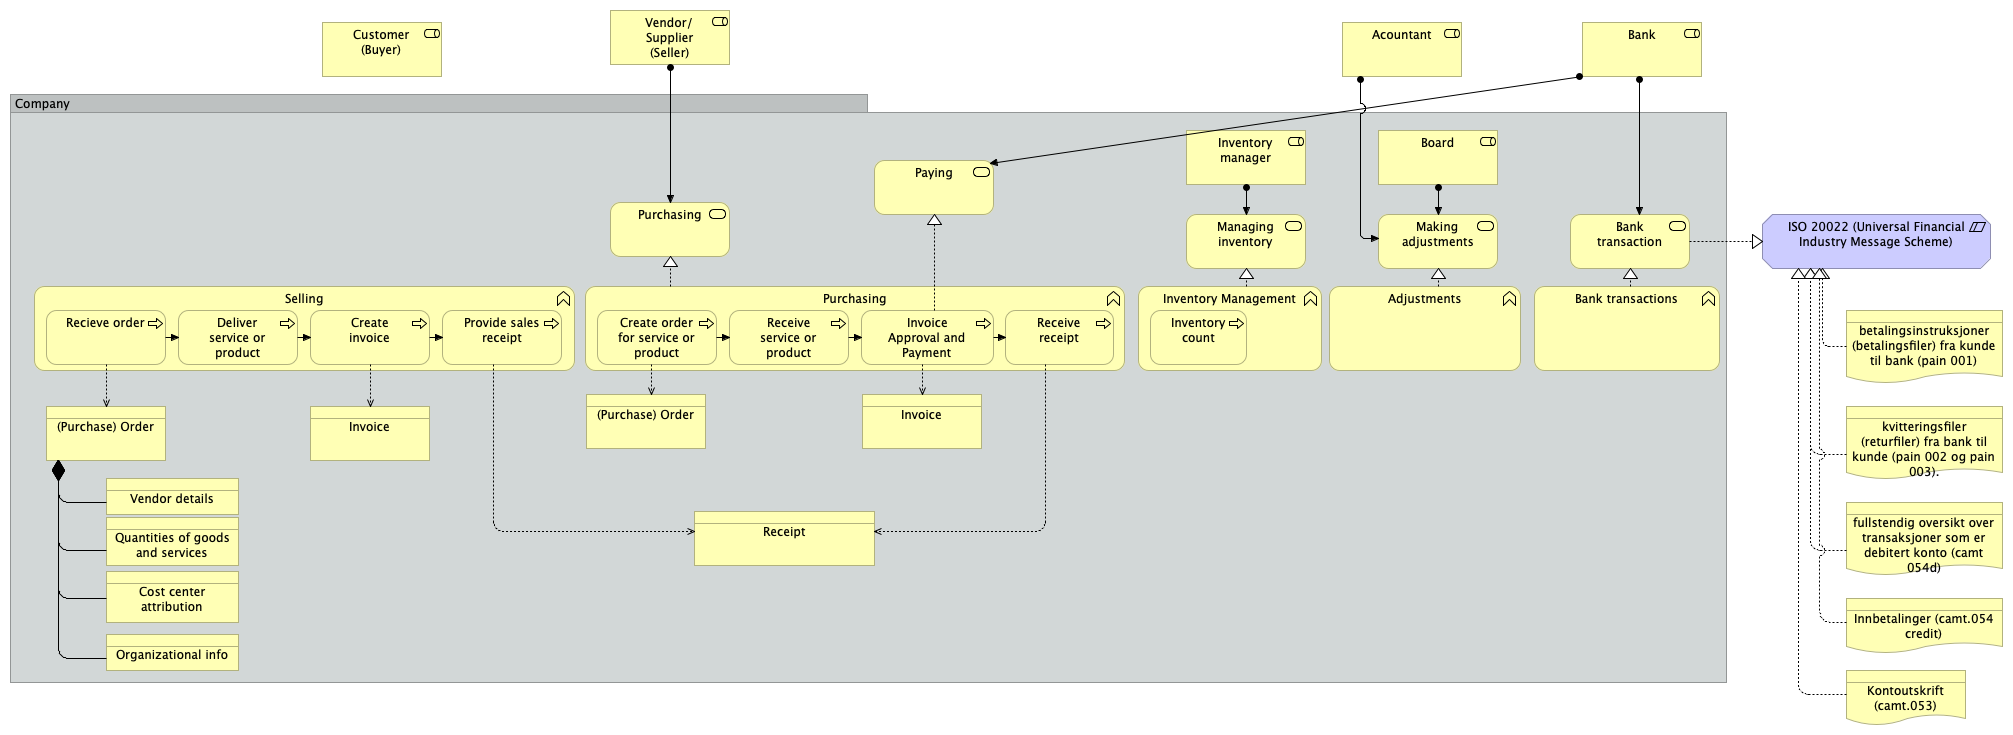 Customer
(Buyer)
Vendor/
Supplier
(Seller)
Acountant
Bank
Company
Inventory
manager
Board
Paying
Purchasing
Managing
inventory
Making
adjustments
Bank
transaction
ISO 20022 (Universal Financial
Industry Message Scheme)
Selling
Recieve order
Deliver
service or
product
Create
invoice
Provide sales
receipt
Purchasing
Create order
for service or
product
Receive
service or
product
Invoice
Approval and
Payment
Receive
receipt
Inventory Management
Inventory
count
Adjustments
Bank transactions
(Purchase) Order
Invoice
(Purchase) Order
Invoice
Vendor details
Quantities of goods
and services
Cost center
attribution
Organizational info
Receipt
betalingsinstruksjoner
(betalingsfiler) fra kunde
til bank (pain 001)
kvitteringsfiler
(returfiler) fra bank til
kunde (pain 002 og pain
003).
fullstendig oversikt over
transaksjoner som er
debitert konto (camt
054d)
Innbetalinger (camt.054
credit)
Kontoutskrift
(camt.053)